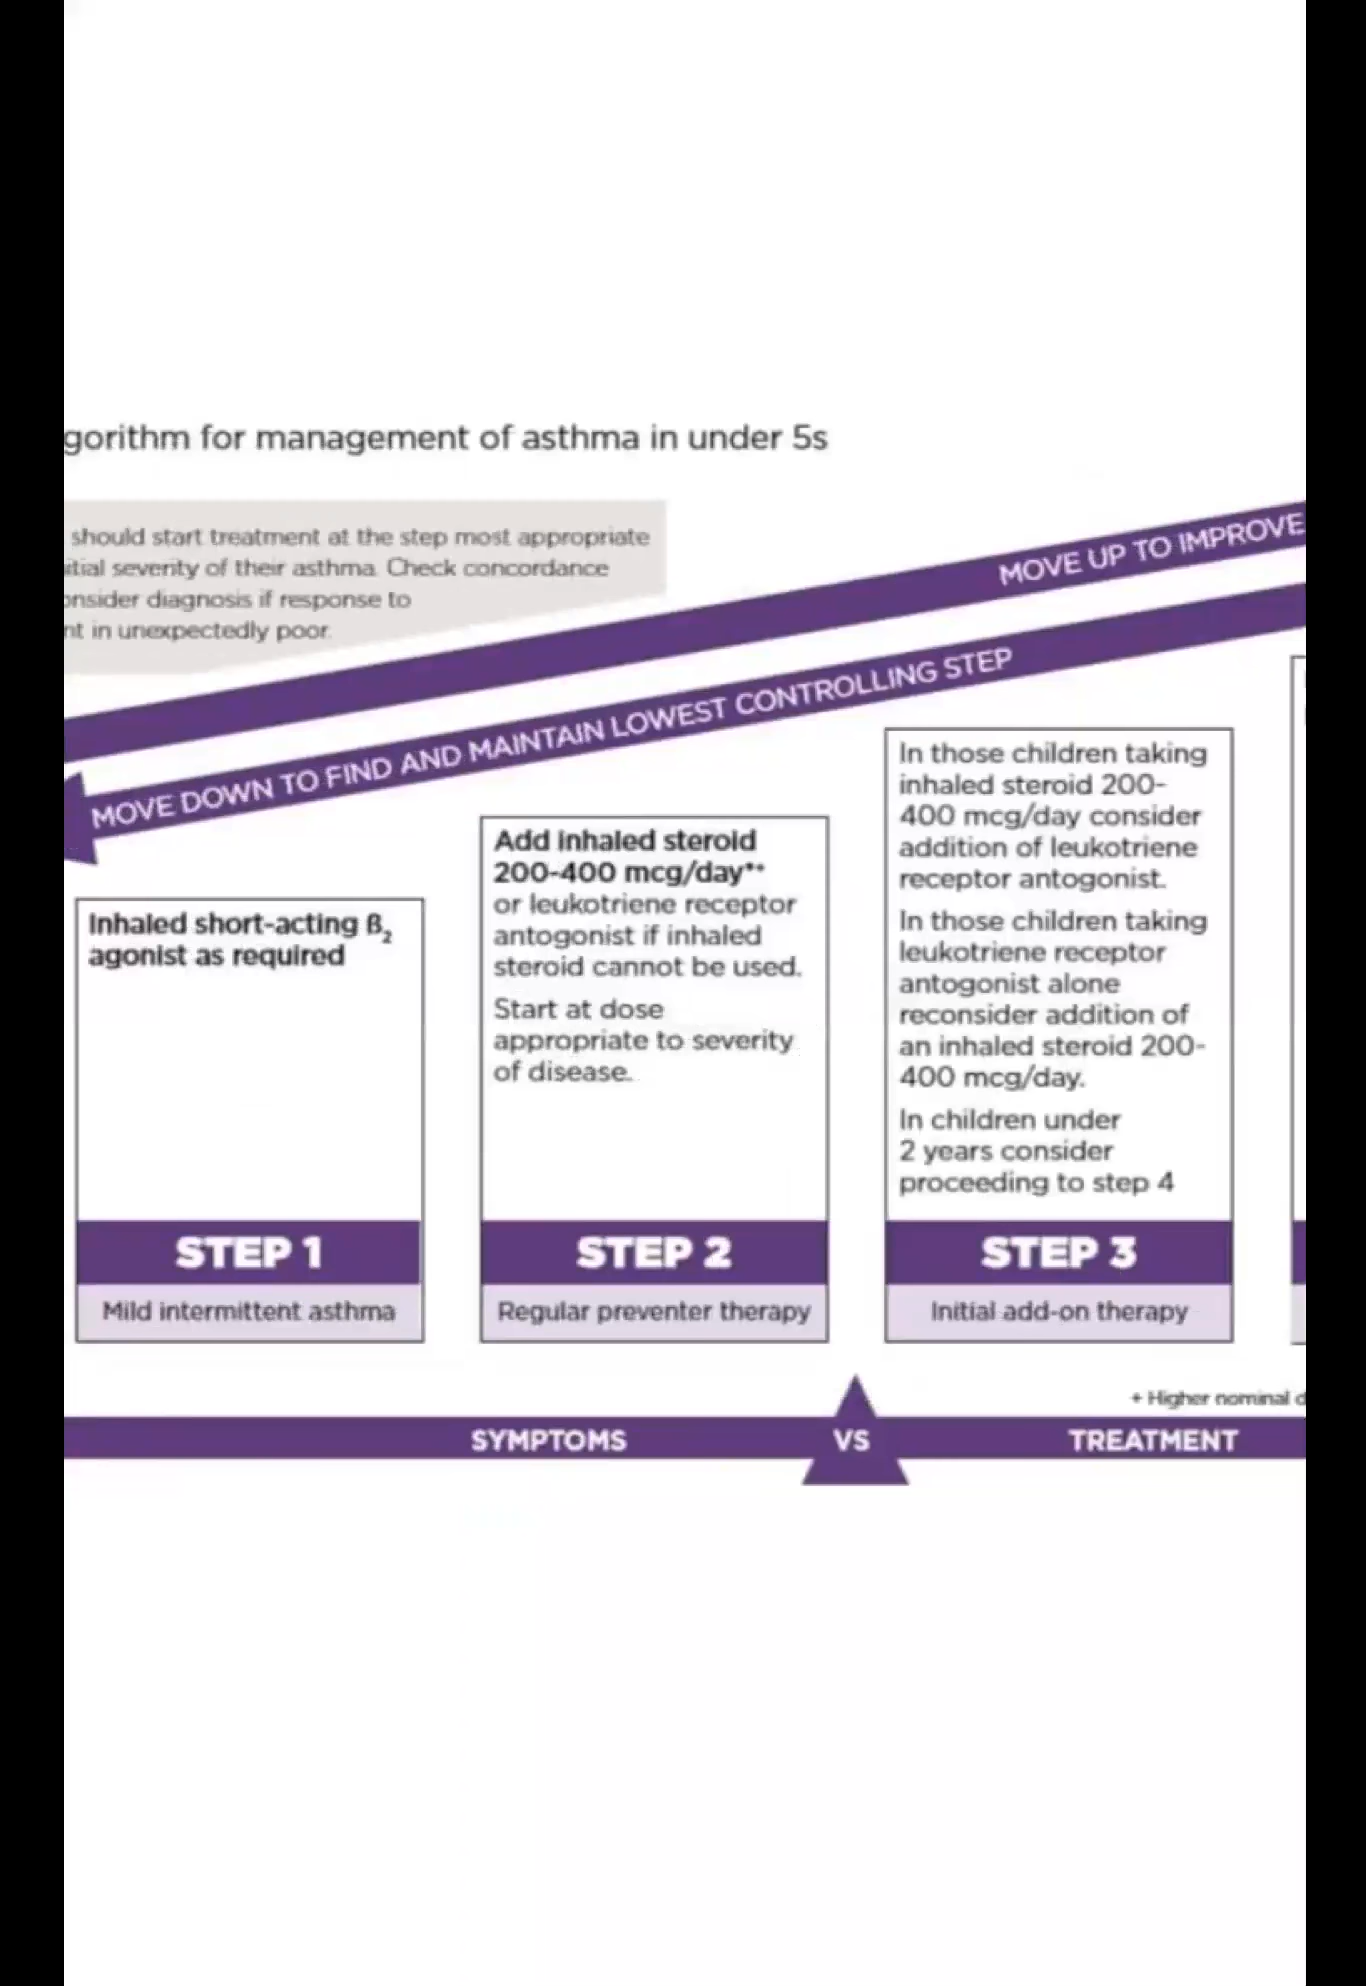 gorithm for management of asthma in under 5s
should start treatment at the step most appropriate
itial severity of their asthma. Check concordance
onsider diagnosis if response to
nt in unexpectedly poor.
MOVE UP TO IMPROVE
MOVE DOWN TO FIND AND MAINTAIN LOWEST CONTROLLING STEP
Inhaled short-acting ß₂
agonist as required
STEP 1
Mild intermittent asthma
Add inhaled steroid
200-400 mcg/day*+
or leukotriene receptor
antogonist if inhaled
steroid cannot be used.
Start at dose
appropriate to severity
of disease.
STEP 2
Regular preventer therapy
In those children taking
inhaled steroid 200-
400 mcg/day consider
addition of leukotriene
receptor antogonist.
In those children taking
leukotriene receptor
antogonist alone
reconsider addition of
an inhaled steroid 200-
400 mcg/day.
In children under
2 years consider
proceeding to step 4
STEP 3
Initial add-on therapy
+ Higher nominal d
SYMPTOMS VS TREATMENT